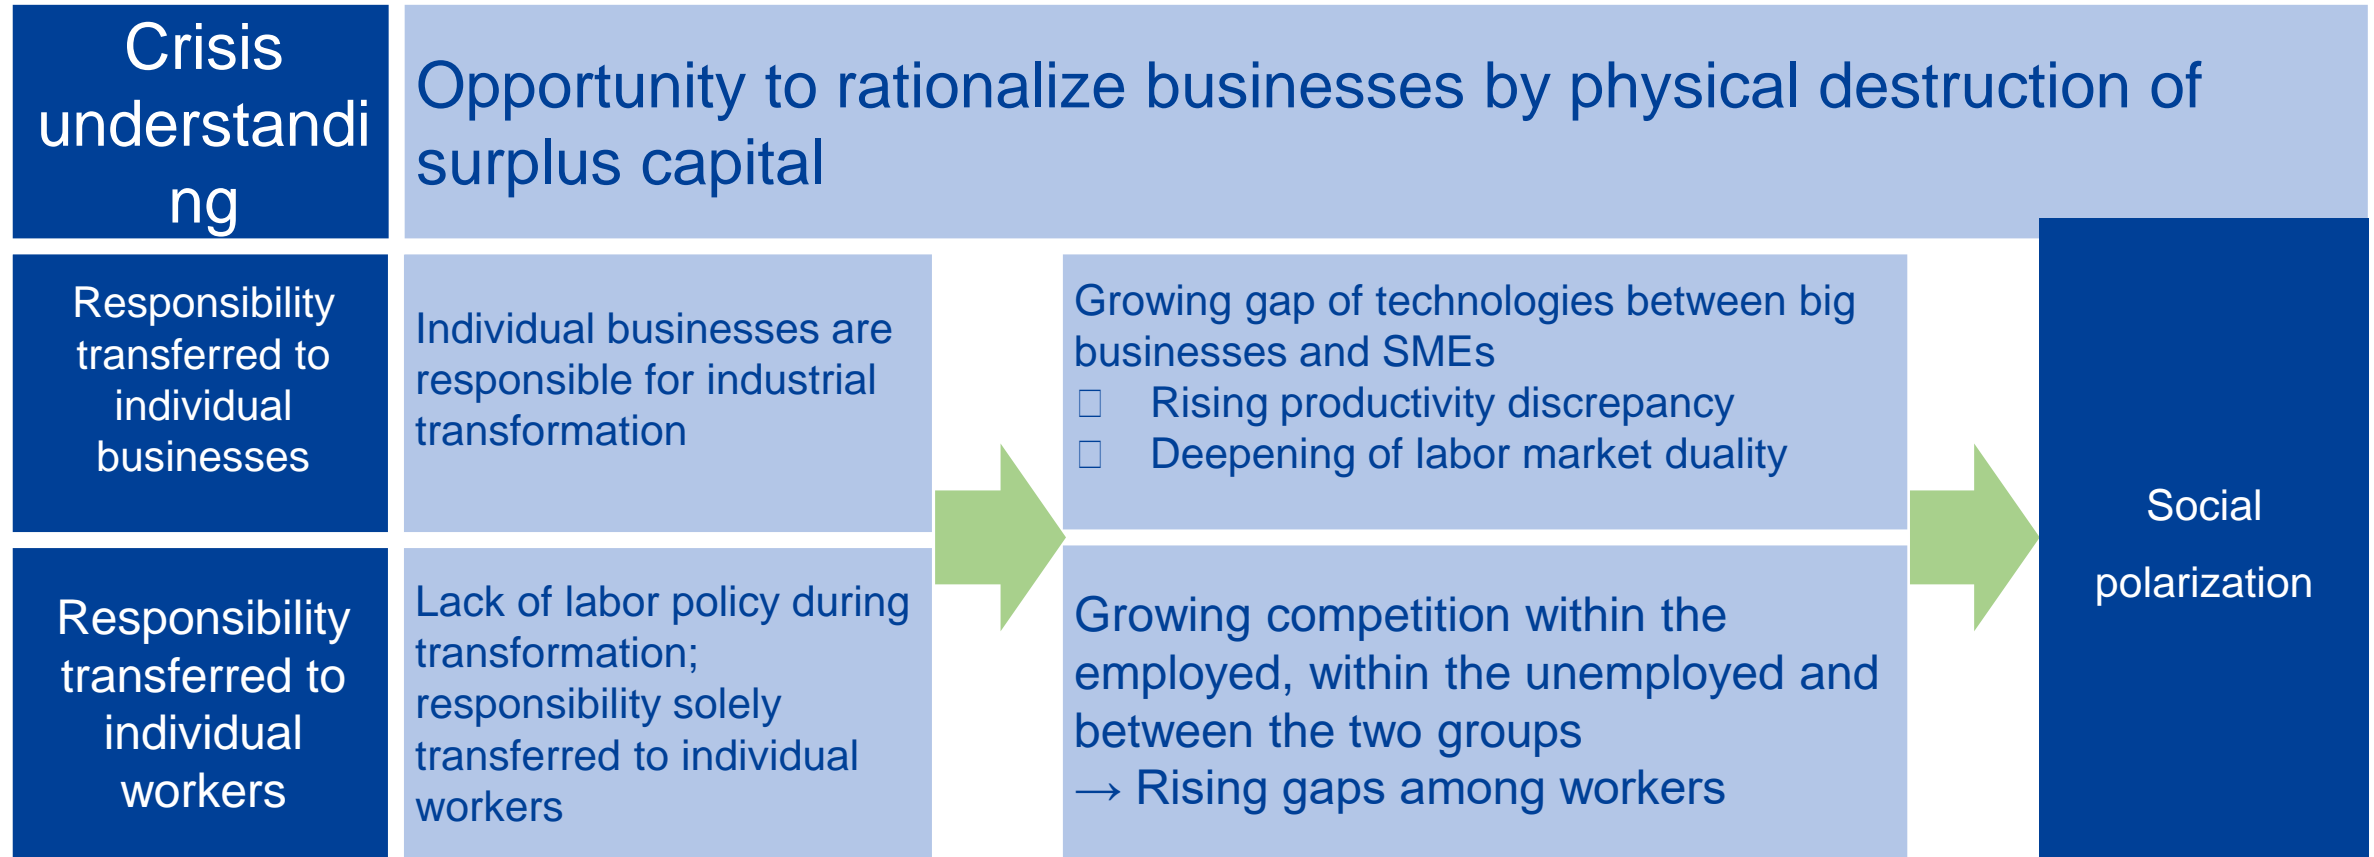 Crisis
understandi
ng
Opportunity to rationalize businesses by physical destruction of
surplus capital
Responsibility
transferred to
individual
businesses
Individual businesses are
responsible for industrial
transformation
Growing gap of technologies between big
businesses and SMEs
□ Rising productivity discrepancy
□ Deepening of labor market duality
Responsibility
transferred to
individual
workers
Lack of labor policy during
transformation;
responsibility solely
transferred to individual
workers
Growing competition within the
employed, within the unemployed and
between the two groups
→ Rising gaps among workers
Social
polarization